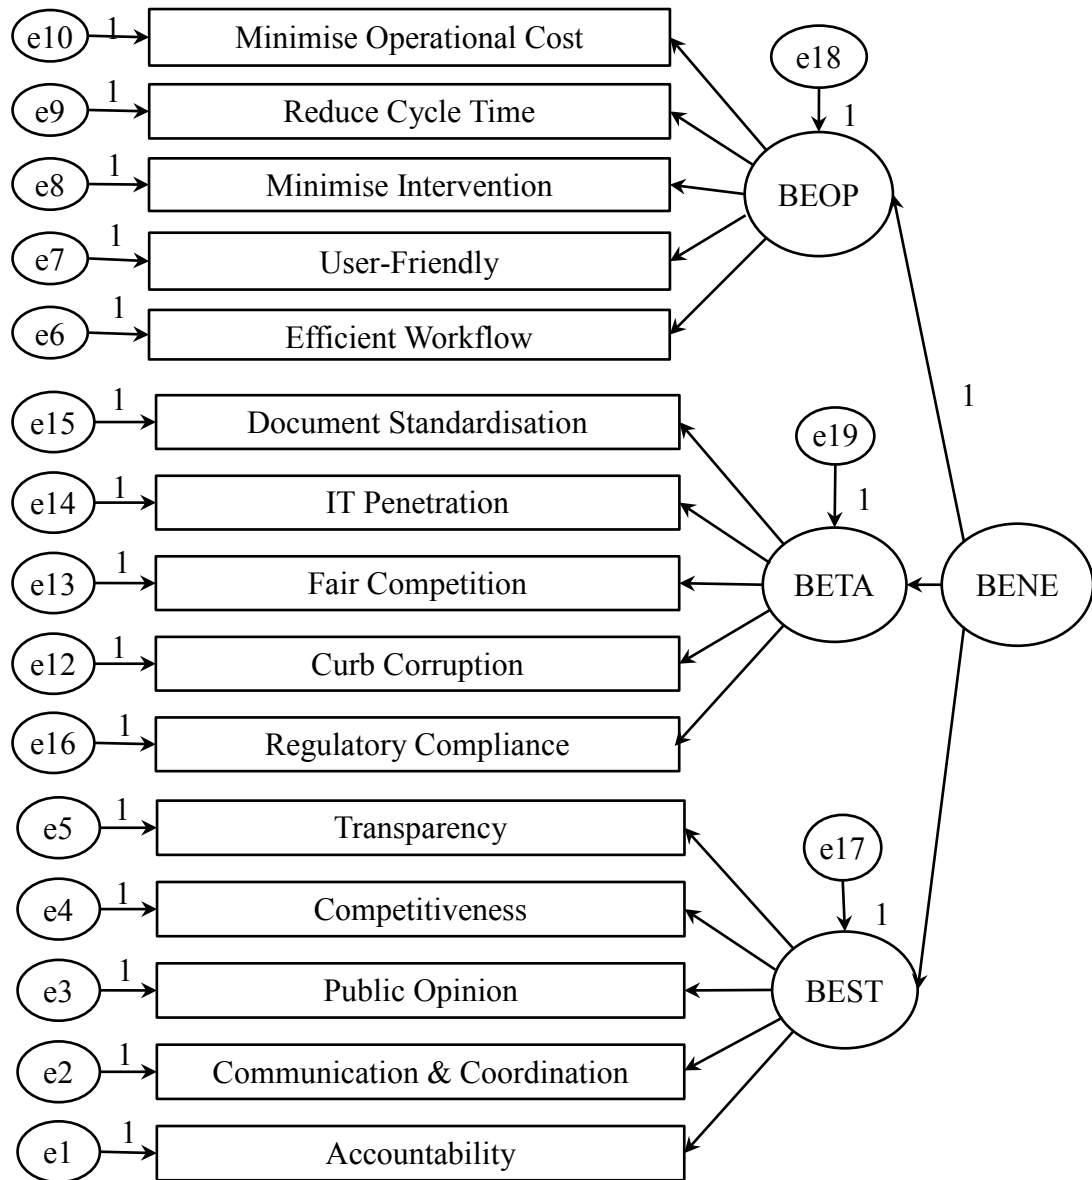 e10 1 Minimise Operational Cost
e18
e9 1 Reduce Cycle Time
1
e8 1 Minimise Intervention
BEOP
e7 1 User-Friendly
e6 1 Efficient Workflow
1
e15 1 Document Standardisation
e19
e14 1 IT Penetration
1
e13 1 Fair Competition
BETA
BENE
e12 1 Curb Corruption
e16 1 Regulatory Compliance
e5 1 Transparency
e17
e4 1 Competitiveness
1
e3 1 Public Opinion
BEST
e2 1 Communication & Coordination
e1 1 Accountability